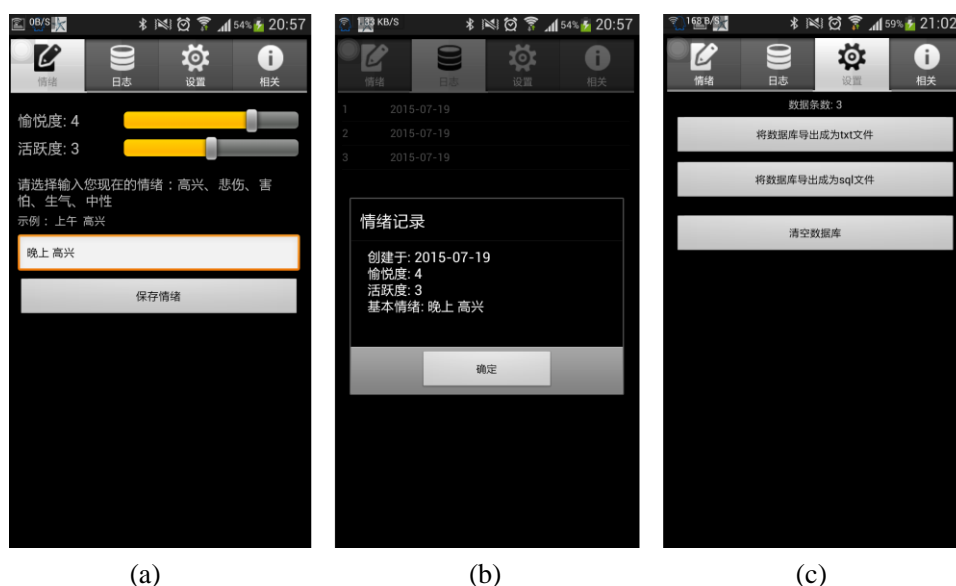 0B/S 54% 20:57
情绪 日志 设置 相关
愉悦度: 4
活跃度: 3
请选择输入您现在的情绪：高兴、悲伤、害
怕、生气、中性
示例： 上午 高兴
晚上 高兴
保存情绪
(a)
KB/S 54% 20:57
情绪 日志 设置 相关
1 2015-07-19
2 2015-07-19
3 2015-07-19
情绪记录
创建于: 2015-07-19
愉悦度: 4
活跃度: 3
基本情绪: 晚上 高兴
确定
(b)
168 B/S 59% 21:02
情绪 日志 设置 相关
数据条数: 3
将数据库导出成为txt文件
将数据库导出成为sql文件
清空数据库
(c)